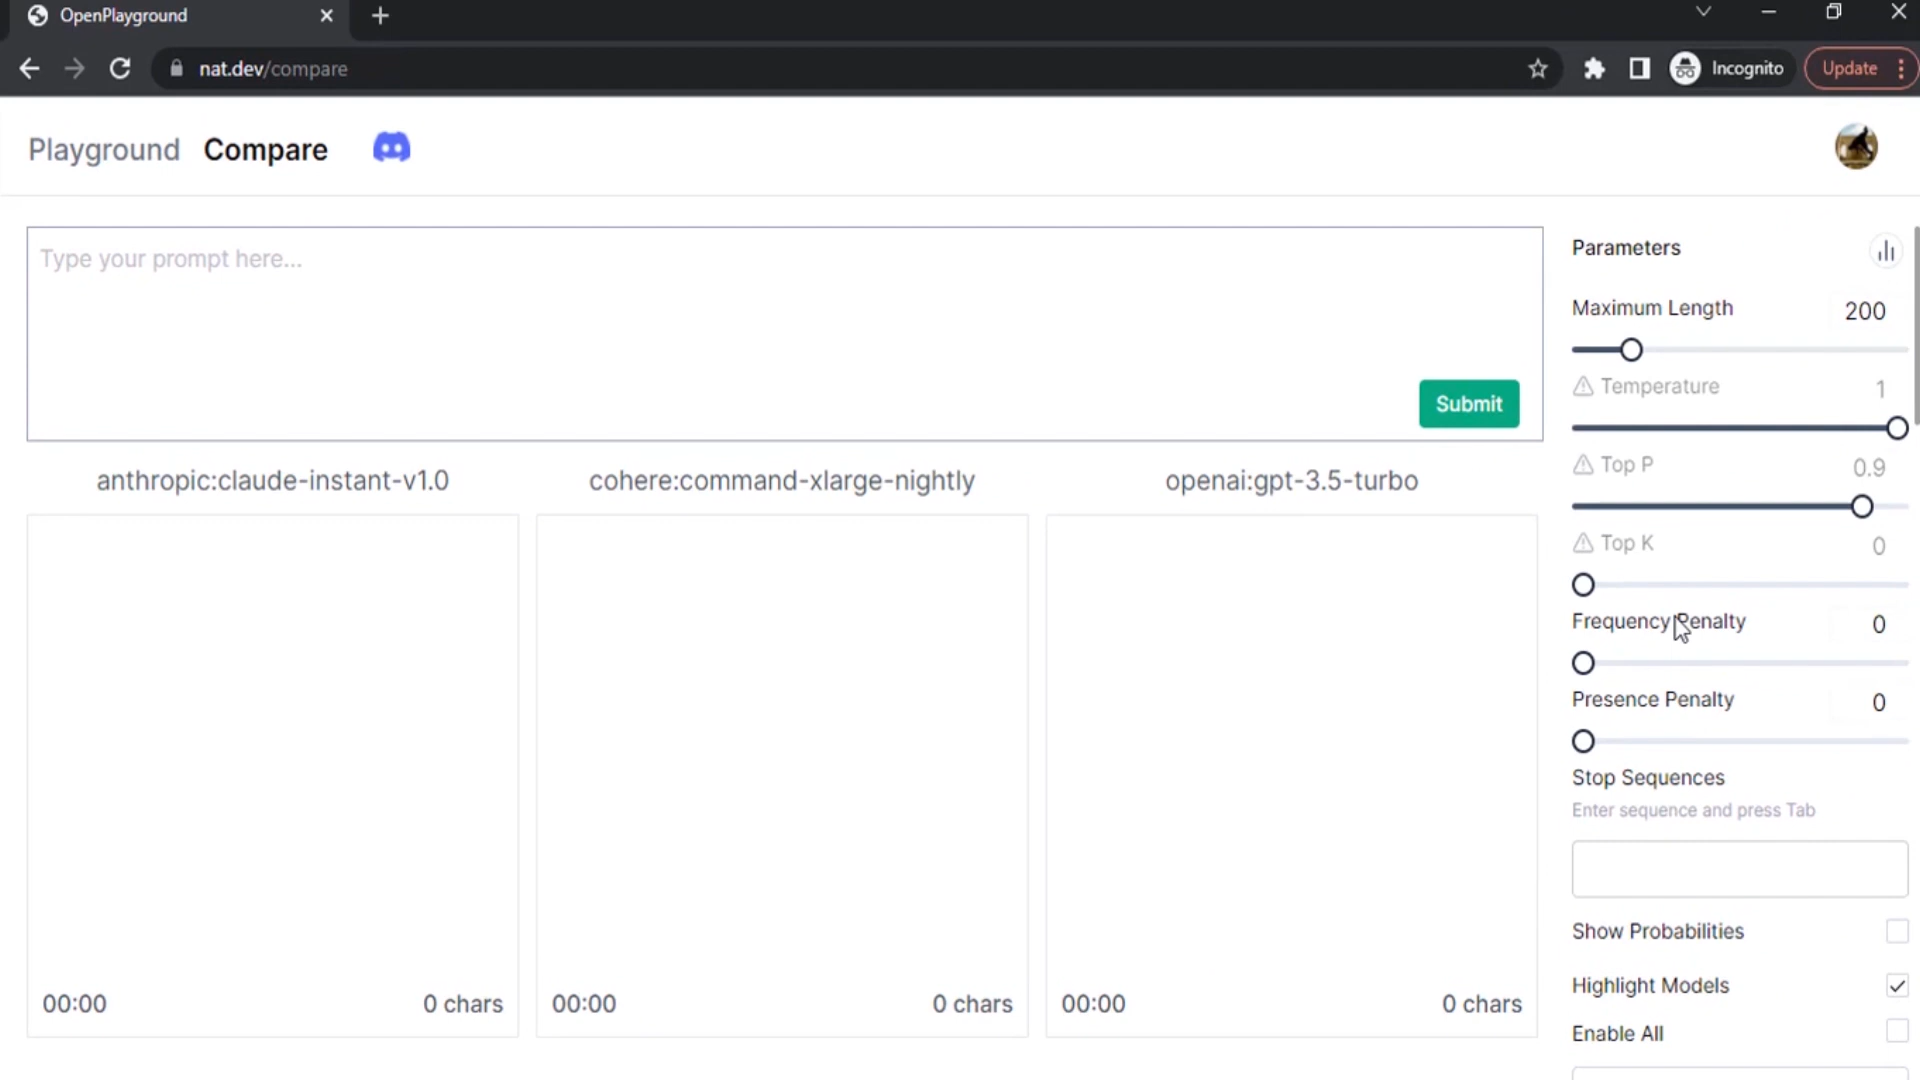 OpenPlayground
nat.dev/compare
Incognito
Update
Playground Compare
Type your prompt here...
Submit
anthropic:claude-instant-v1.0
cohere:command-xlarge-nightly
openai:gpt-3.5-turbo
00:00 0 chars
00:00 0 chars
00:00 0 chars
Parameters
Maximum Length 200
Temperature 1
Top P 0.9
Top K 0
Frequency Penalty 0
Presence Penalty 0
Stop Sequences
Enter sequence and press Tab
Show Probabilities
Highlight Models
Enable All